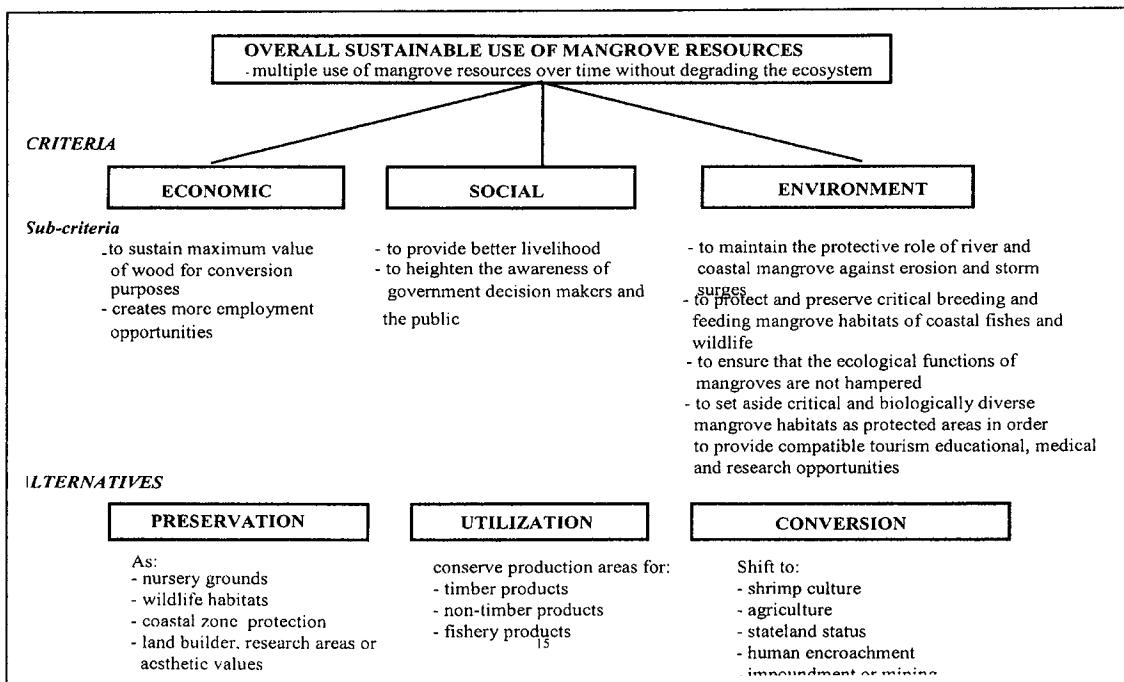 OVERALL SUSTAINABLE USE OF MANGROVE RESOURCES
- multiple use of mangrove resources over time without degrading the ecosystem
CRITERIA
ECONOMIC
SOCIAL
ENVIRONMENT
Sub-criteria
- to sustain maximum value
of wood for conversion
purposes
- creates more employment
opportunities
- to provide better livelihood
- to heighten the awareness of
government decision makers and
the public
- to maintain the protective role of river and
coastal mangrove against erosion and storm
surges
- to protect and preserve critical breeding and
feeding mangrove habitats of coastal fishes and
wildlife
- to ensure that the ecological functions of
mangroves are not hampered
- to set aside critical and biologically diverse
mangrove habitats as protected areas in order
to provide compatible tourism educational, medical
and research opportunities
LTERNATIVES
PRESERVATION
UTILIZATION
CONVERSION
As:
- nursery grounds
- wildlife habitats
- coastal zone protection
- land builder, research areas or
aesthetic values
conserve production areas for:
- timber products
- non-timber products
- fishery products
15
Shift to:
- shrimp culture
- agriculture
- stateland status
- human encroachment
- impoundment or mining